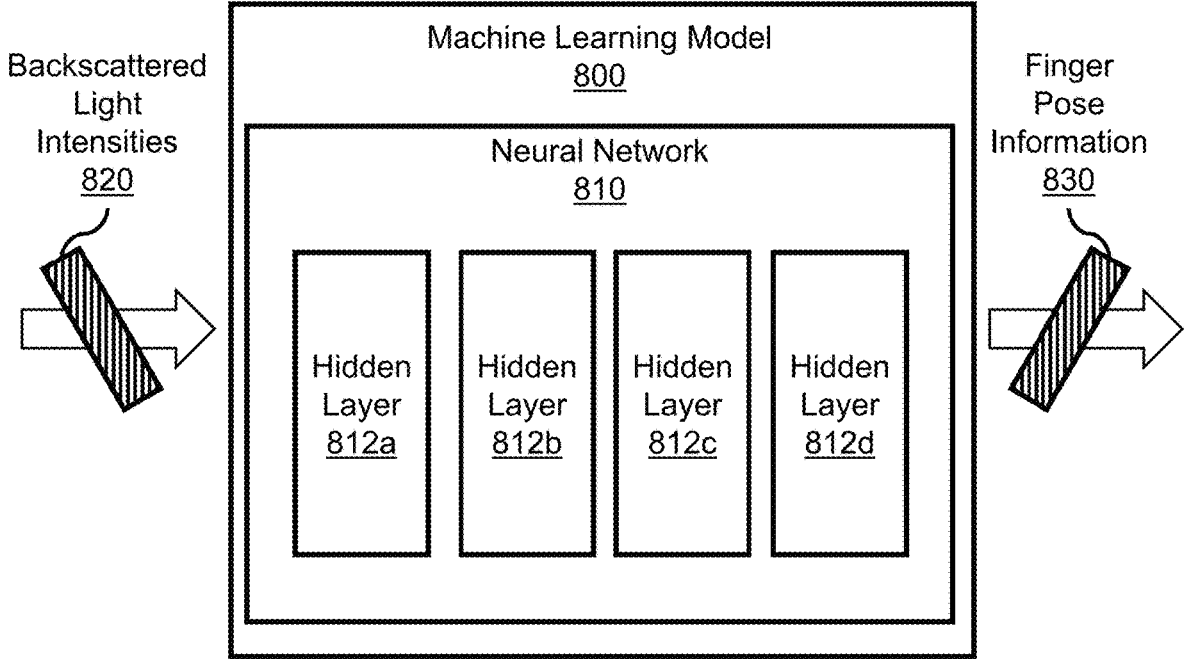 Machine Learning Model
800
Backscattered
Light
Intensities
820
Finger
Pose
Information
830
Neural Network
810
Hidden
Layer
812a
Hidden
Layer
812b
Hidden
Layer
812c
Hidden
Layer
812d